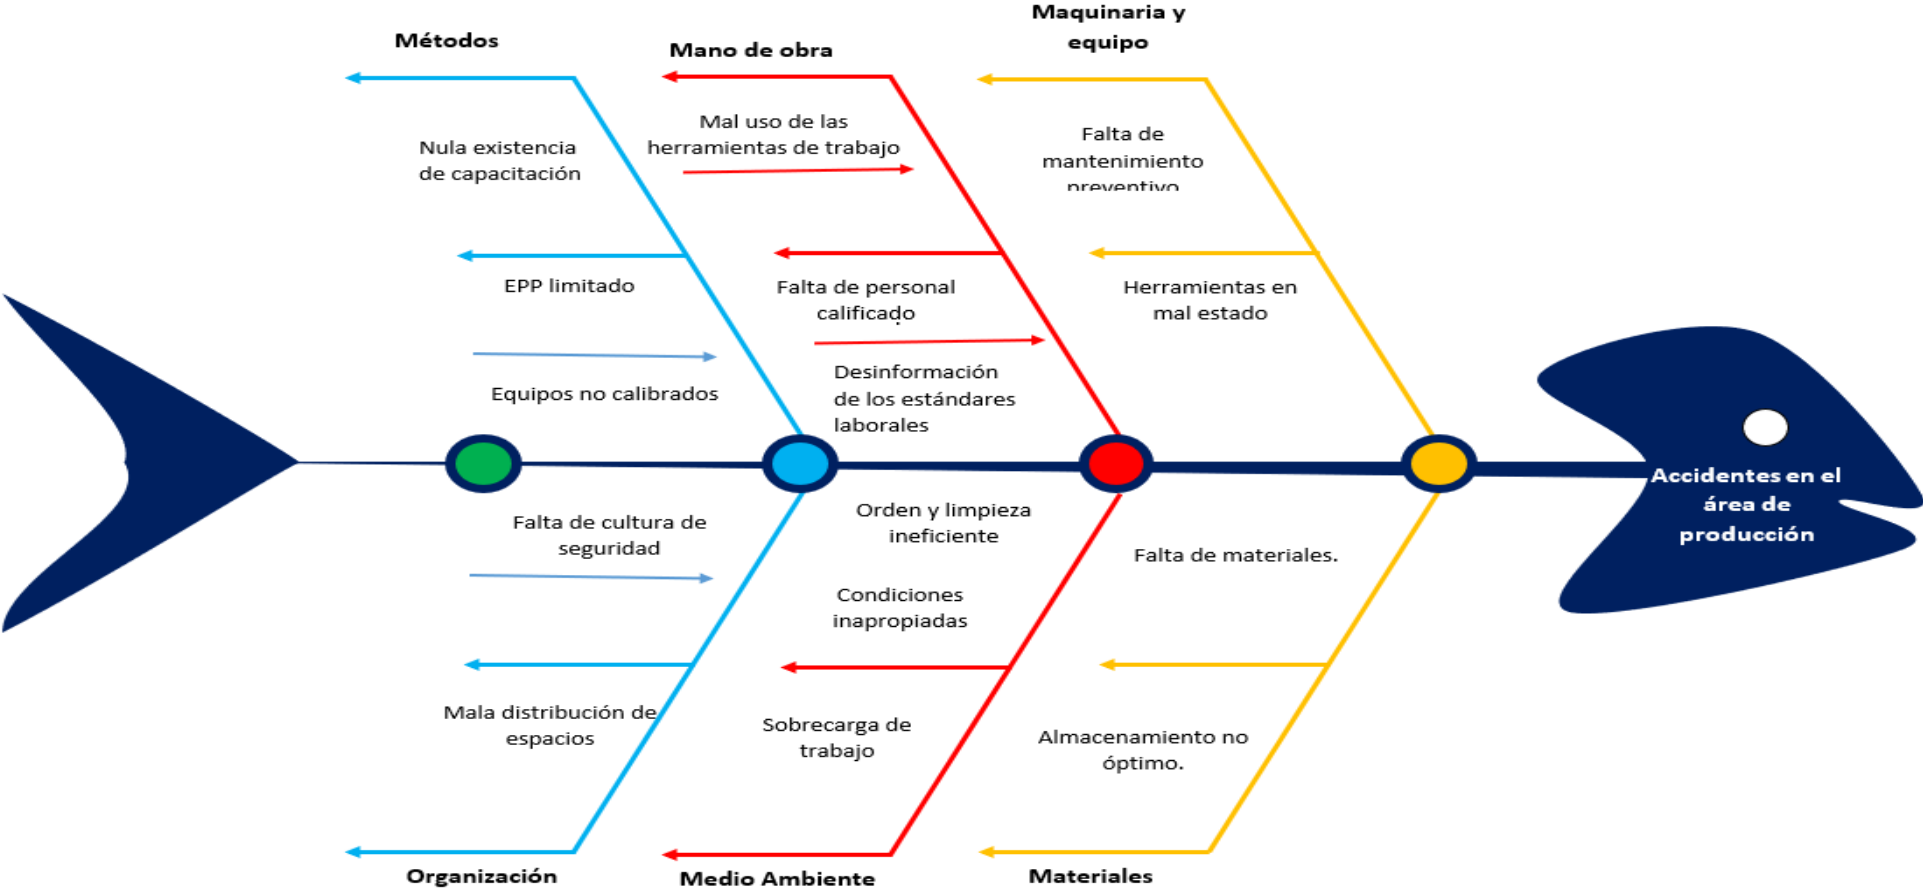 Métodos
Nula existencia
de capacitación
EPP limitado
Equipos no calibrados
Mano de obra
Mal uso de las
herramientas de trabajo
Falta de personal
calificado
Desinformación
de los estándares
laborales
Maquinaria y
equipo
Falta de
mantenimiento
preventivo
Herramientas en
mal estado
Accidentes en el
área de
producción
Falta de cultura de
seguridad
Mala distribución de
espacios
Organización
Orden y limpieza
ineficiente
Condiciones
inapropiadas
Sobrecarga de
trabajo
Medio Ambiente
Falta de materiales.
Almacenamiento no
óptimo.
Materiales